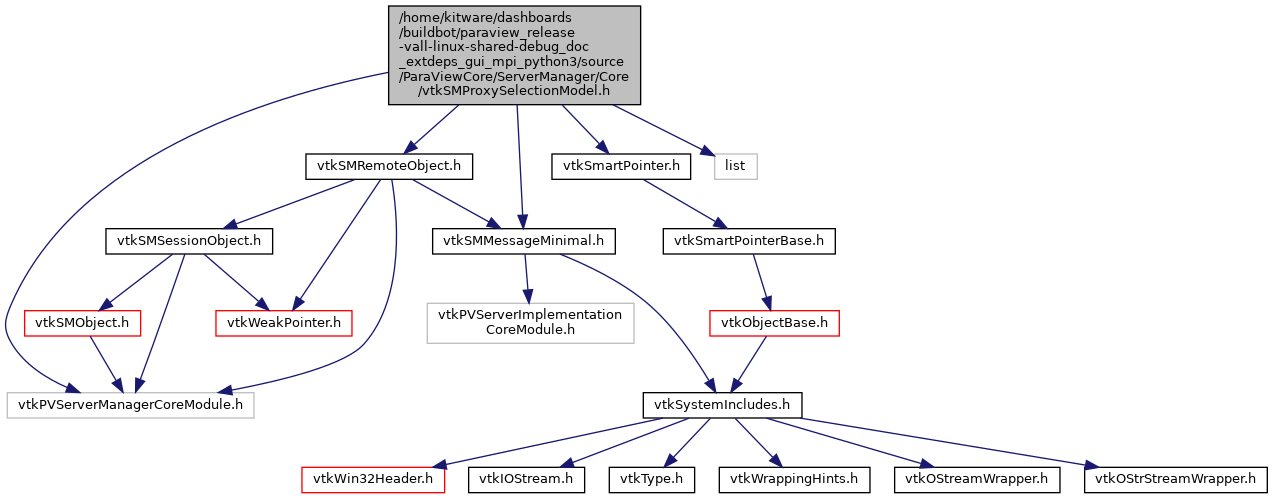 /home/kitware/dashboards
/buildbot/paraview_release
-vall-linux-shared-debug_doc
_extdeps_gui_mpi_python3/source
/ParaViewCore/ServerManager/Core
/vtkSMProxySelectionModel.h
vtkSMRemoteObject.h
vtkSmartPointer.h
list
vtkSMSessionObject.h
vtkSMMessageMinimal.h
vtkSmartPointerBase.h
vtkSMObject.h
vtkWeakPointer.h
vtkPVServerImplementation
CoreModule.h
vtkObjectBase.h
vtkPVServerManagerCoreModule.h
vtkSystemIncludes.h
vtkWin32Header.h
vtkIOStream.h
vtkType.h
vtkWrappingHints.h
vtkOStreamWrapper.h
vtkOStrStreamWrapper.h